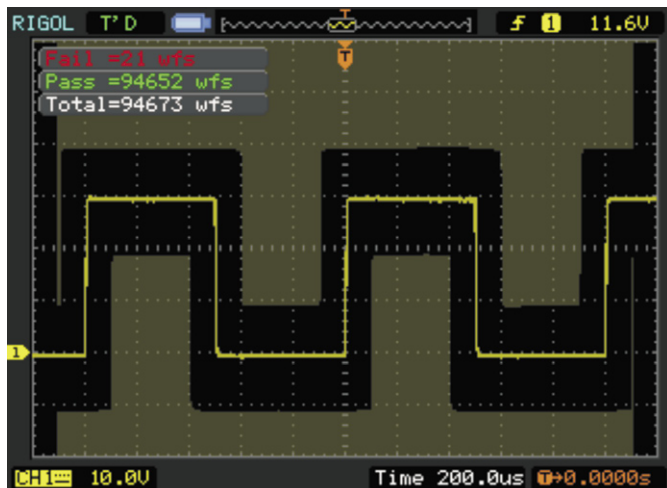 RIGOL T'D T f 1 11.6V
Fail =21 wfs
Pass =94652 wfs
Total=94673 wfs
T
1
CH1 10.0V Time 200.0us T→0.0000s